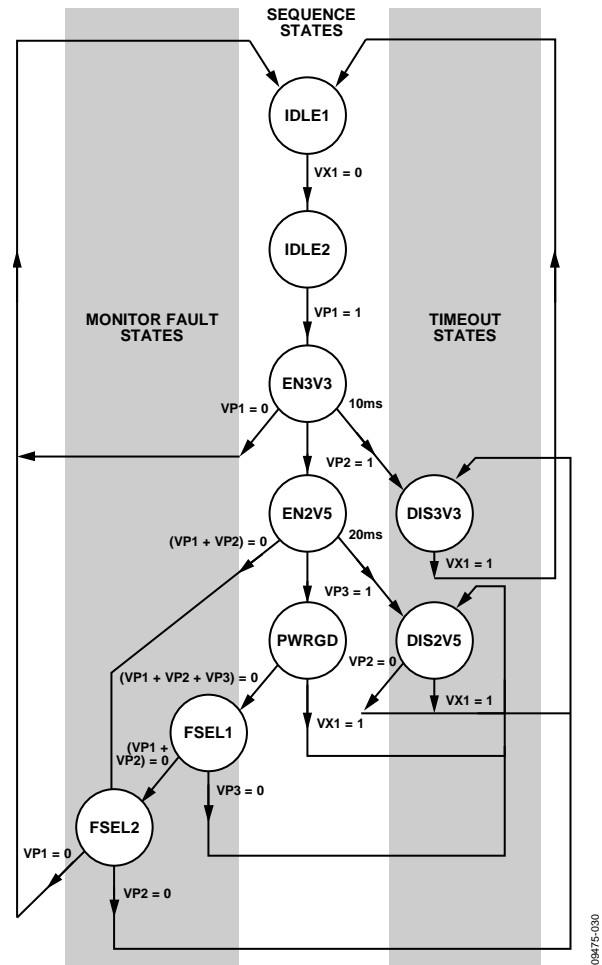 SEQUENCE
STATES
IDLE1
VX1 = 0
IDLE2
VP1 = 1
MONITOR FAULT
STATES
TIMEOUT
STATES
EN3V3
VP1 = 0
10ms
VP2 = 1
DIS3V3
EN2V5
(VP1 + VP2) = 0
20ms
VX1 = 1
VP3 = 1
DIS2V5
PWRGD
VP2 = 0
(VP1 + VP2 + VP3) = 0
VX1 = 1
VX1 = 1
FSEL1
(VP1 +
VP2) = 0
VP3 = 0
FSEL2
VP1 = 0
VP2 = 0
09475-030